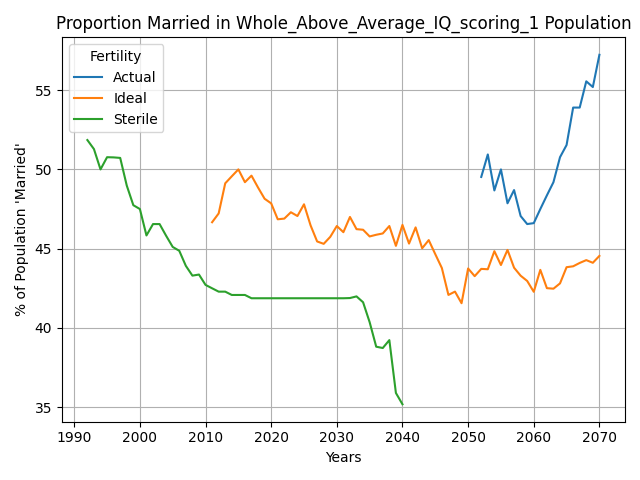 Proportion Married in Whole_Above_Average_IQ_scoring_1 Population
Fertility
Actual
Ideal
Sterile
% of Population 'Married'
55
50
45
40
35
1990 2000 2010 2020 2030 2040 2050 2060 2070
Years